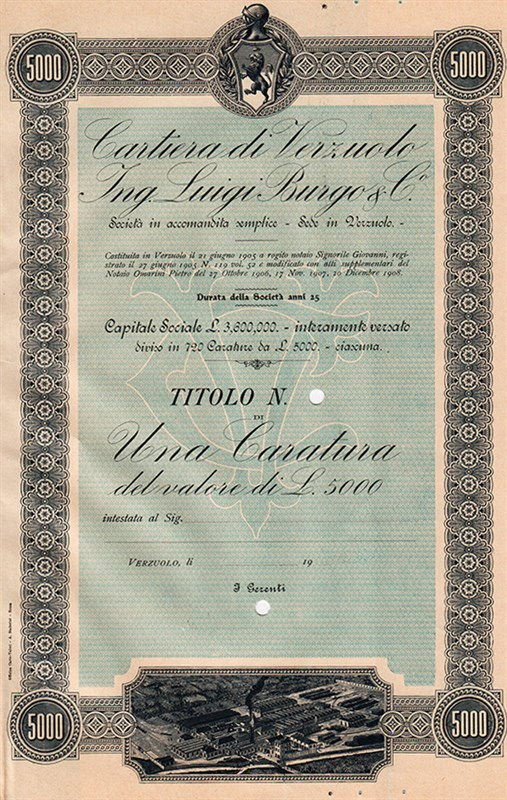 5000
5000
Cartiera di Verzuolo
Ing. Luigi Burgo & Cº
Società in accomandita semplice - Sede in Verzuolo. -
Costituita in Verzuolo il 21 giugno 1905 a rogito notaio Signorile Giovanni, regi-
strato il 27 giugno 1905 N. 119 vol. 52 e modificato con atti supplementari del
Notaio Omarini Pietro del 27 Ottobre 1906, 17 Nov. 1907, 20 Dicembre 1908.
Durata della Società anni 25
Capitale Sociale L. 3,600,000. - interamente versato
diviso in 720 Carature da L. 5000. - ciascuna.
TITOLO N.
DI
Una Caratura
del valore di L. 5000
intestata al Sig.
VERZUOLO, li 19
I Gerenti
5000
5000